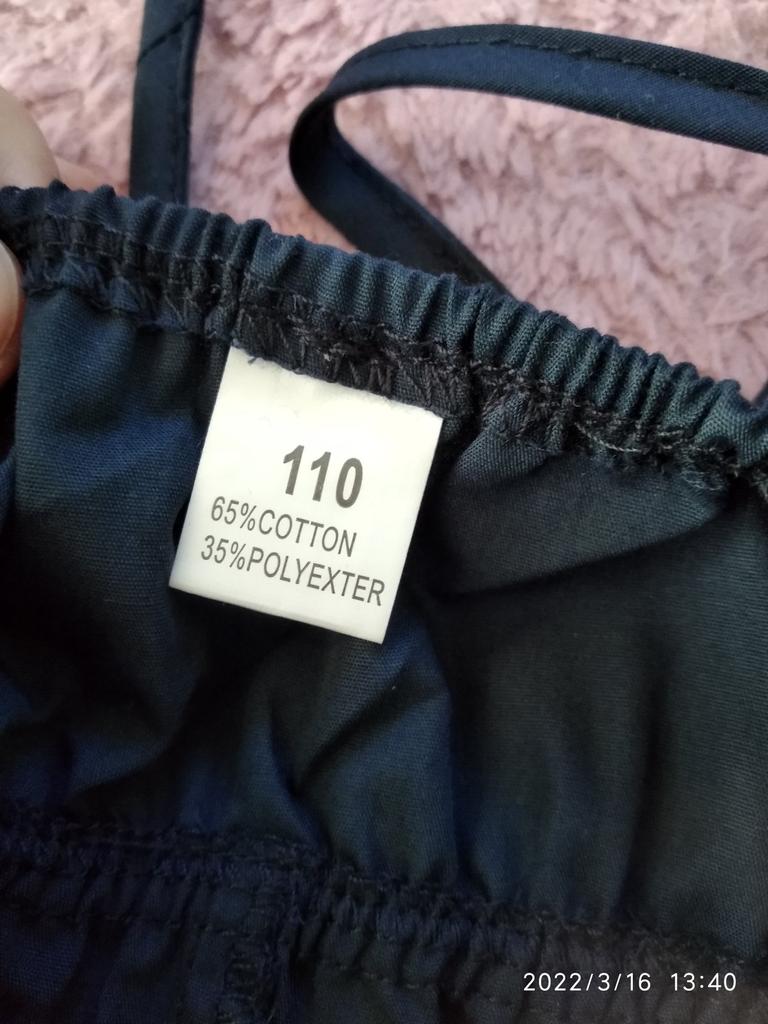 110
65%COTTON
35%POLYEXTER
2022/3/16 13:40